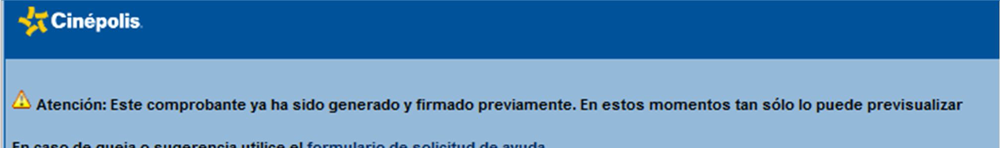 Cinépolis
Atención: Este comprobante ya ha sido generado y firmado previamente. En estos momentos tan sólo lo puede previsualizar
En caso de queja o sugerencia utilice el formulario de solicitud de ayuda